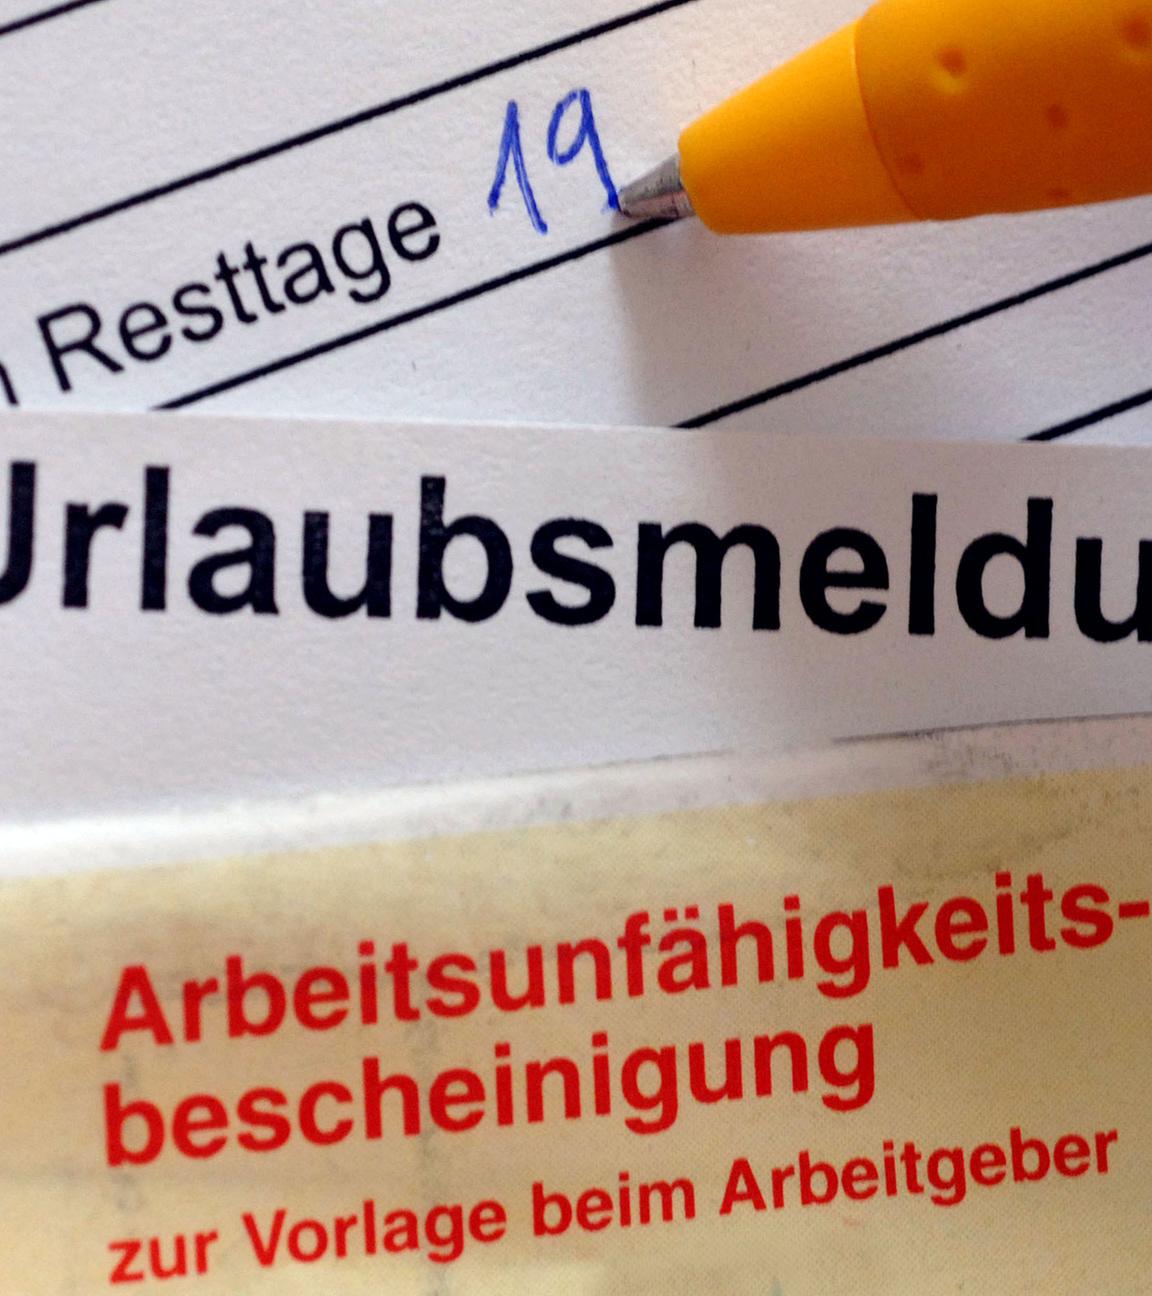 Resttage 19
Urlaubsmeldu
Arbeitsunfähigkeits-
bescheinigung
zur Vorlage beim Arbeitgeber